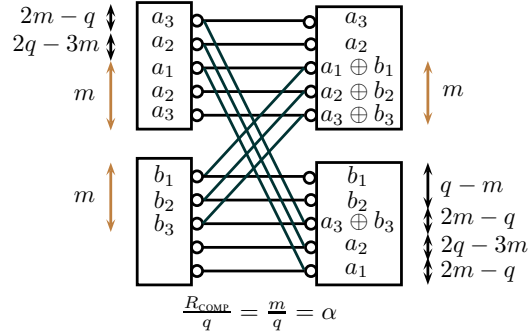 2m − q
2q − 3m
m
a₃
a₂
a₁
a₂
a₃
a₃
a₂
a₁ ⊕ b₁
a₂ ⊕ b₂
a₃ ⊕ b₃
m
m
b₁
b₂
b₃
b₁
b₂
a₃ ⊕ b₃
a₂
a₁
q − m
2m − q
2q − 3m
2m − q
R_COMP/q = m/q = α